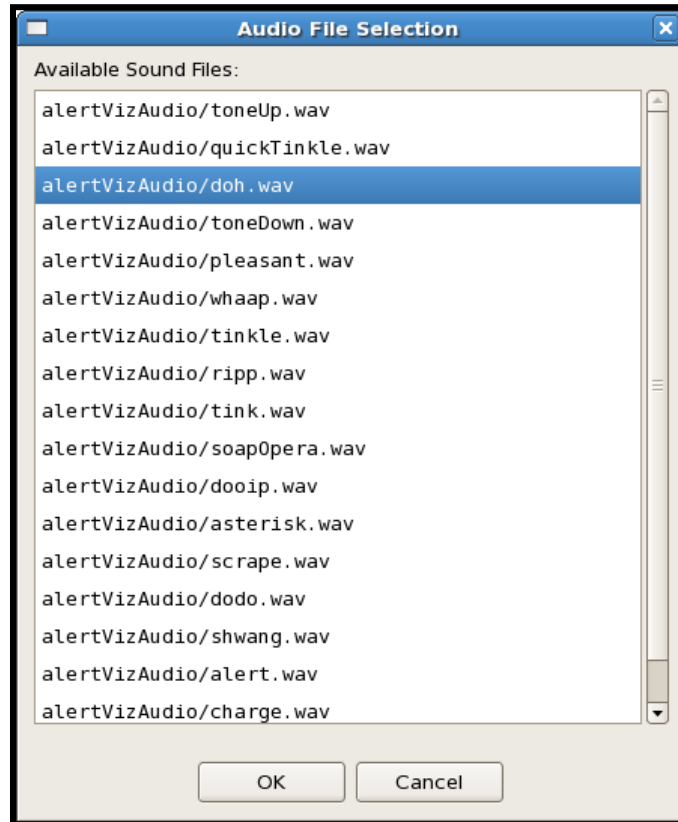 Audio File Selection
Available Sound Files:
alertVizAudio/toneUp.wav
alertVizAudio/quickTinkle.wav
alertVizAudio/doh.wav
alertVizAudio/toneDown.wav
alertVizAudio/pleasant.wav
alertVizAudio/whaap.wav
alertVizAudio/tinkle.wav
alertVizAudio/ripp.wav
alertVizAudio/tink.wav
alertVizAudio/soapOpera.wav
alertVizAudio/dooip.wav
alertVizAudio/asterisk.wav
alertVizAudio/scrape.wav
alertVizAudio/dodo.wav
alertVizAudio/shwang.wav
alertVizAudio/alert.wav
alertVizAudio/charge.wav
OK Cancel